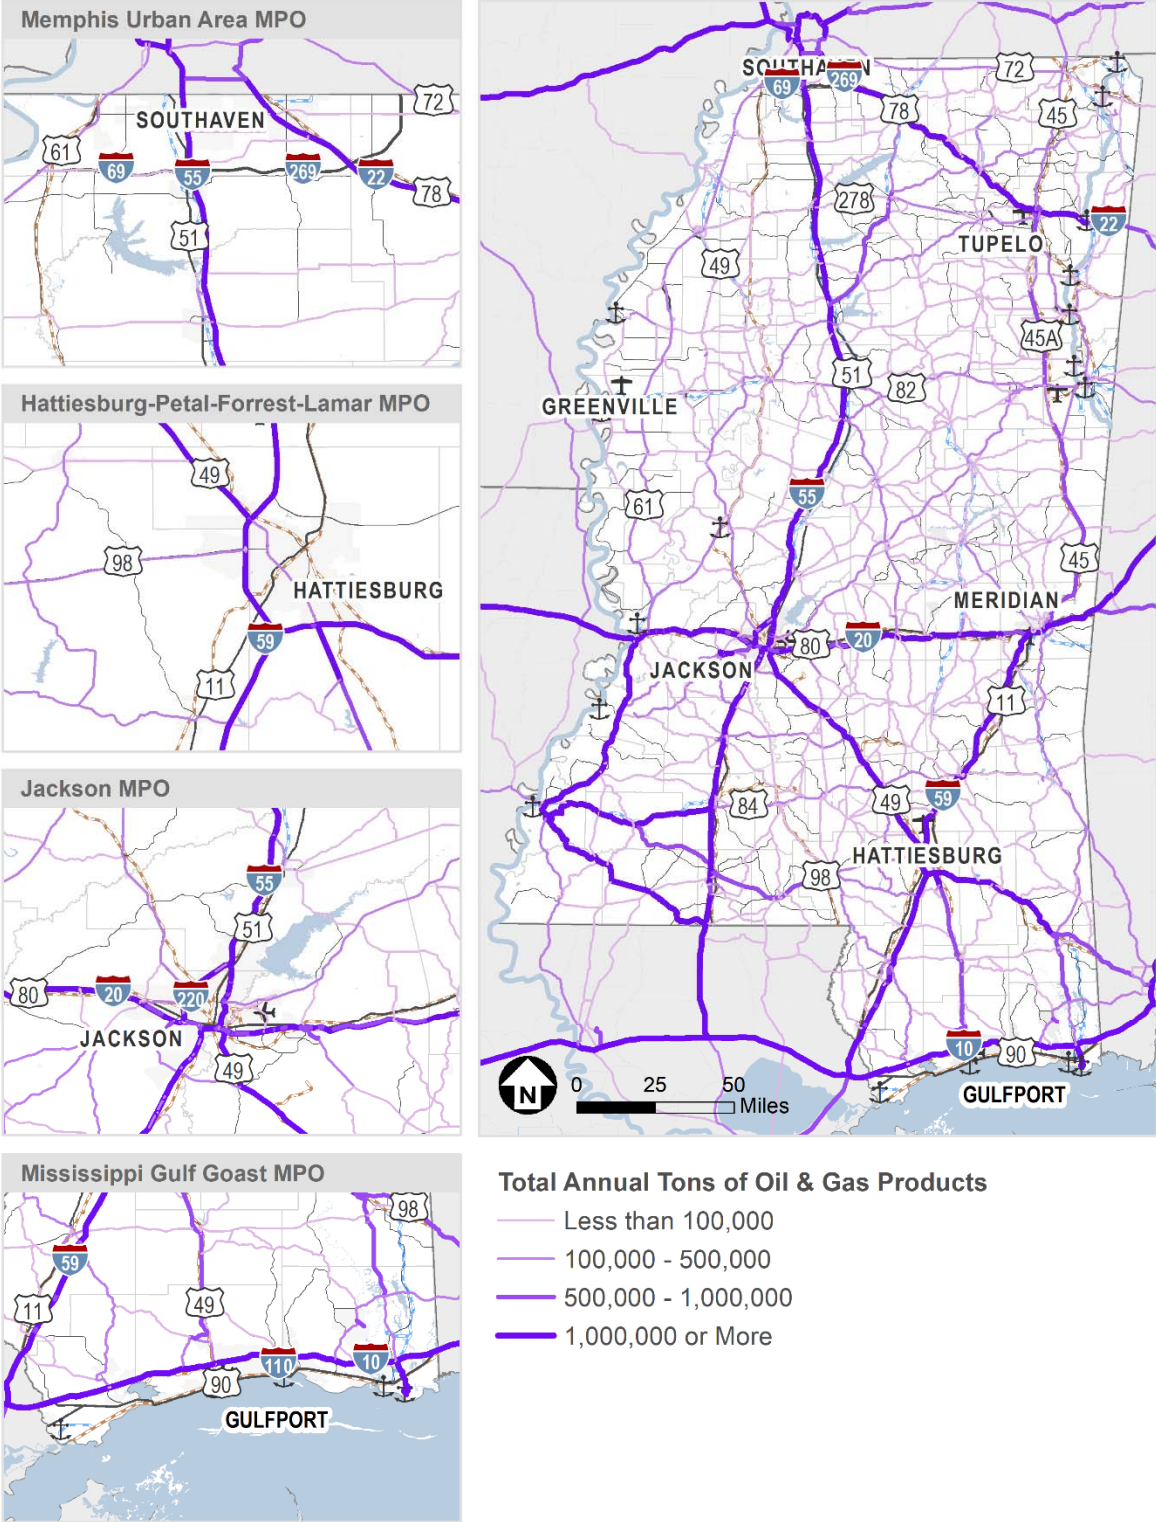 Memphis Urban Area MPO
72
SOUTHAVEN
61
69
55
269
22
78
51
Hattiesburg-Petal-Forrest-Lamar MPO
49
98
HATTIESBURG
59
11
Jackson MPO
55
51
80
20
220
JACKSON
49
Mississippi Gulf Goast MPO
98
59
11
49
110
10
90
GULFPORT
SOUTHAVEN
72
69
269
78
45
278
22
TUPELO
49
45A
51
82
GREENVILLE
55
61
45
MERIDIAN
80
20
JACKSON
11
59
84
49
HATTIESBURG
98
10
90
N
0 25 50
Miles
GULFPORT
Total Annual Tons of Oil & Gas Products
Less than 100,000
100,000 - 500,000
500,000 - 1,000,000
1,000,000 or More